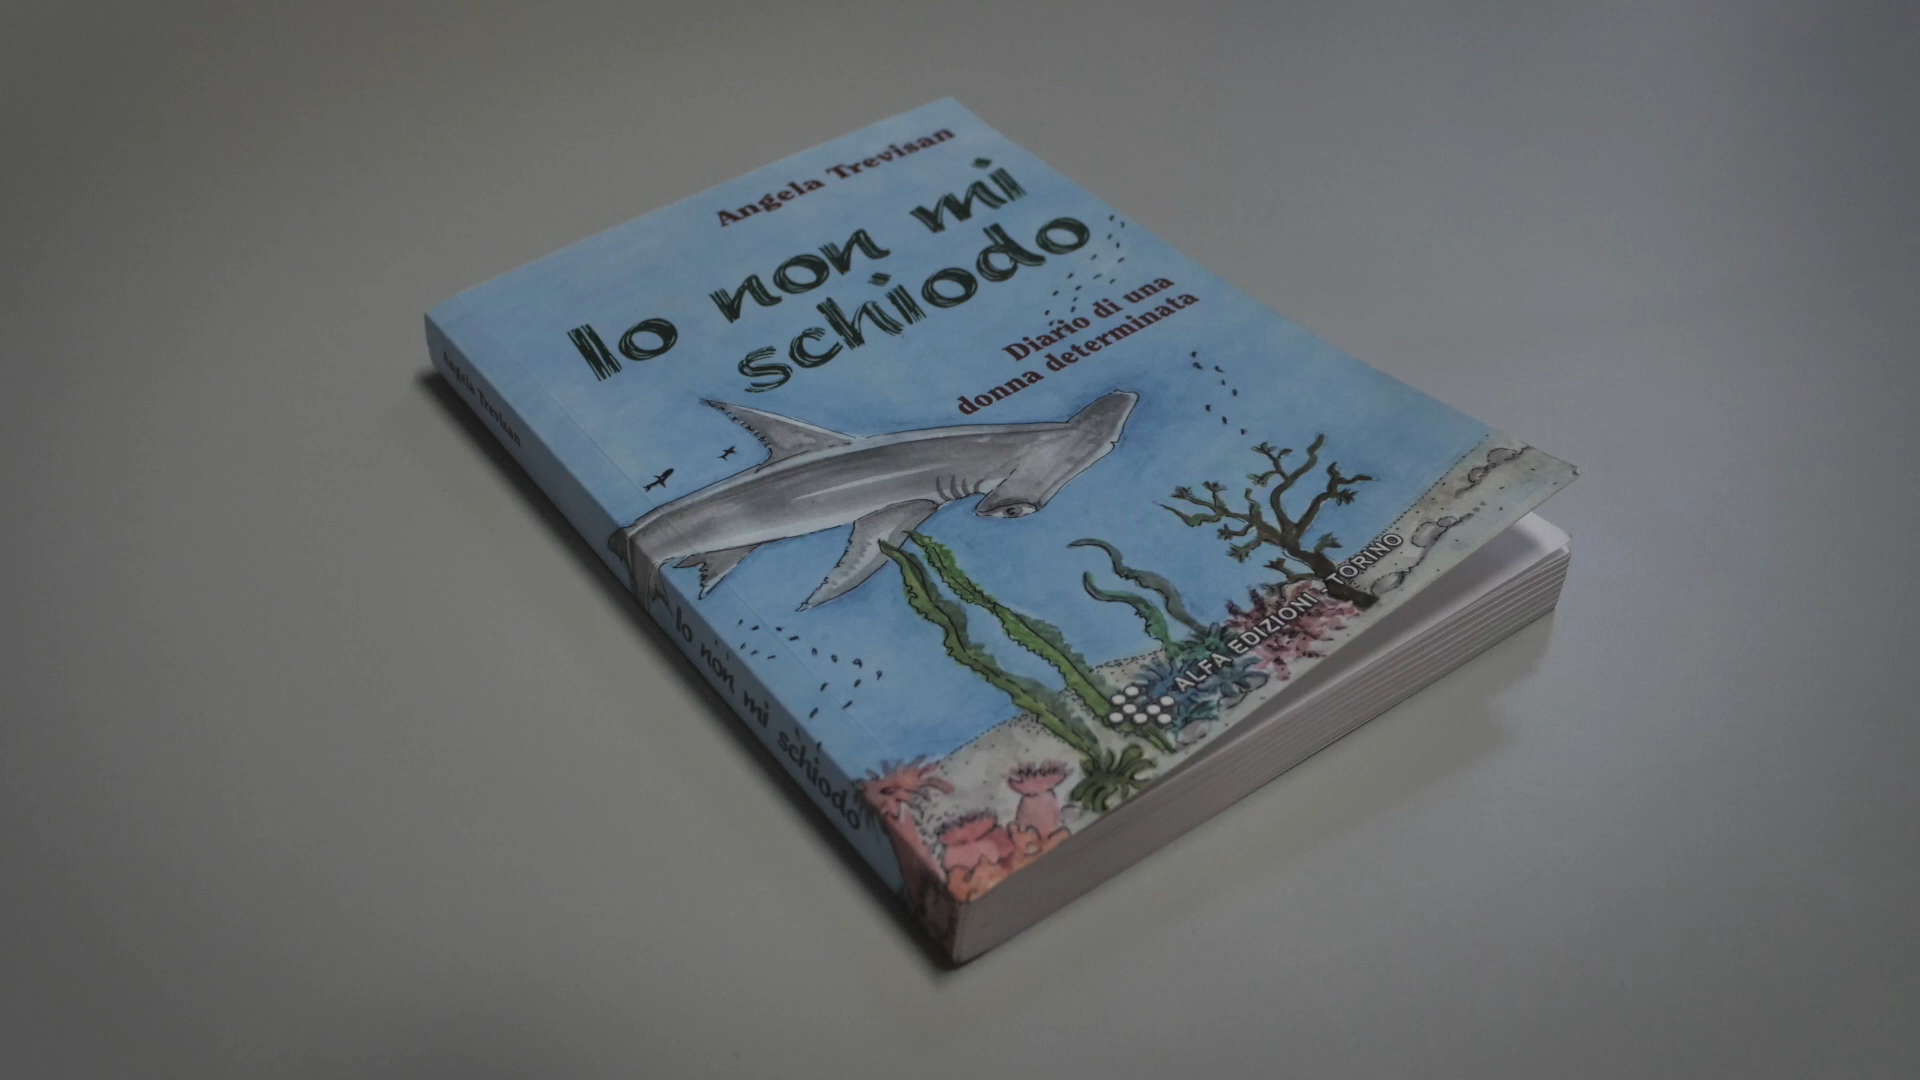 Angela Trevisan
Io non mi
schiodo
Diario di una
donna determinata
ALFA EDIZIONI - TORINO
Angela Trevisan
Io non mi schiodo